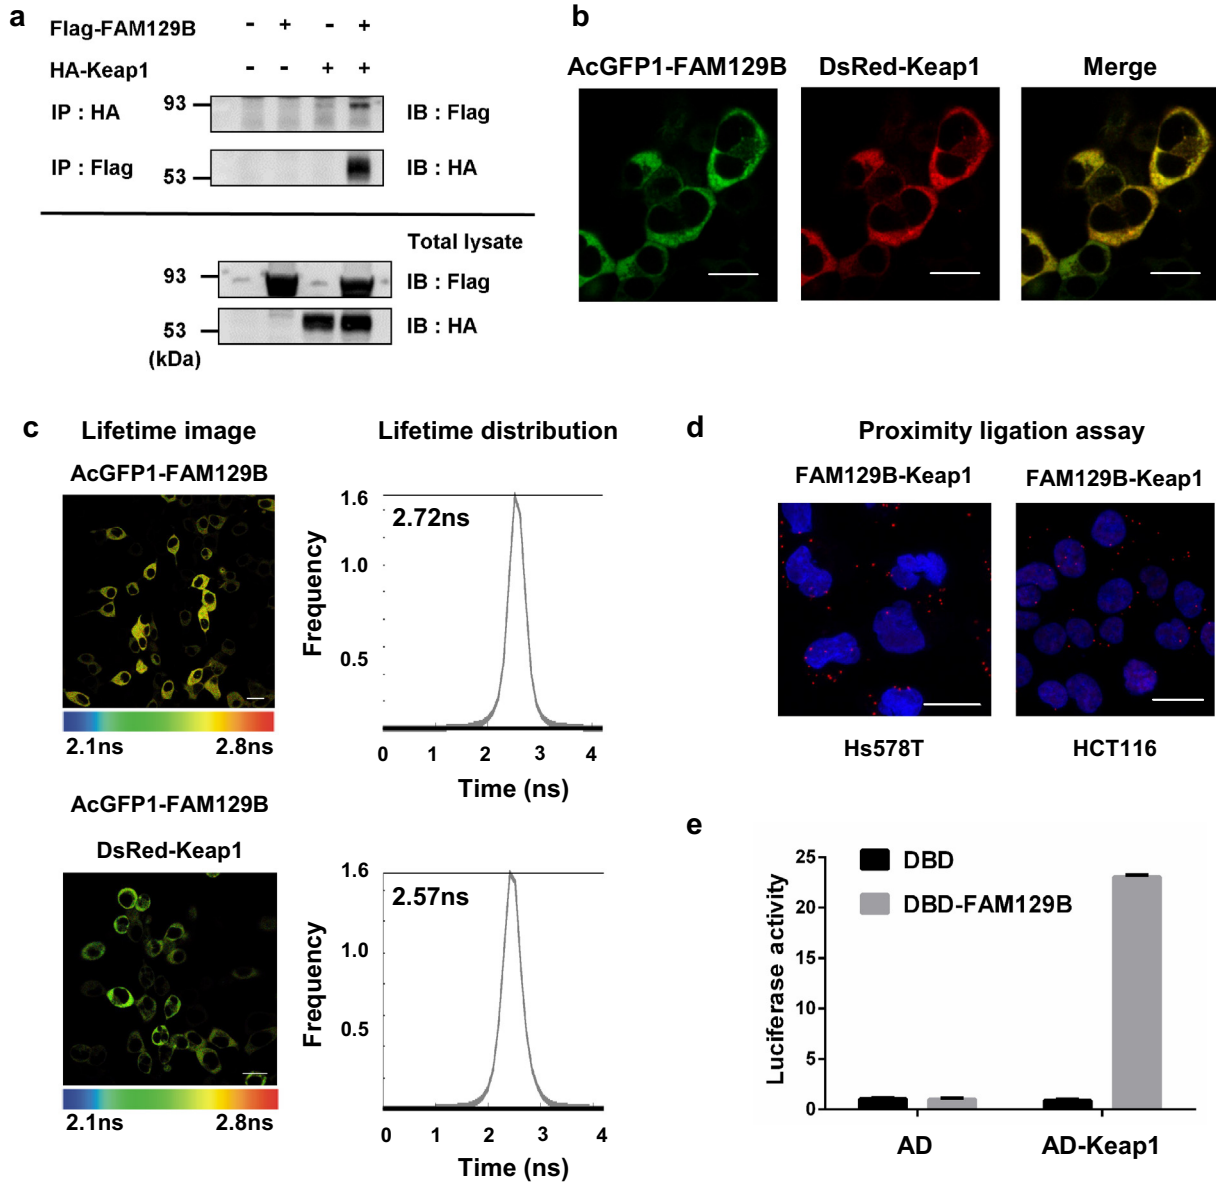 a
Flag-FAM129B - + - +
HA-Keap1 - - + +
IP : HA 93 IB : Flag
IP : Flag 53 IB : HA
Total lysate
93 IB : Flag
53 IB : HA
(kDa)
b
AcGFP1-FAM129B DsRed-Keap1 Merge
c
Lifetime image Lifetime distribution
AcGFP1-FAM129B
2.1ns 2.8ns
2.72ns
Frequency
1.6
1.0
0.5
0 1 2 3 4
Time (ns)
AcGFP1-FAM129B
DsRed-Keap1
2.1ns 2.8ns
2.57ns
Frequency
1.6
1.0
0.5
0 1 2 3 4
Time (ns)
d
Proximity ligation assay
FAM129B-Keap1 FAM129B-Keap1
Hs578T HCT116
e
DBD
DBD-FAM129B
Luciferase activity
25
20
15
10
5
0
AD AD-Keap1